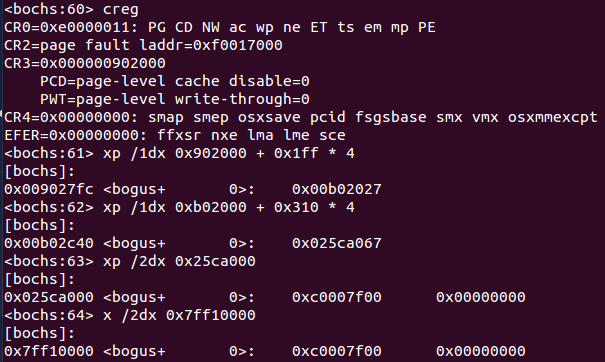 <bochs:60> creg
CR0=0xe0000011: PG CD NW ac wp ne ET ts em mp PE
CR2=page fault laddr=0xf0017000
CR3=0x000000902000
    PCD=page-level cache disable=0
    PWT=page-level write-through=0
CR4=0x00000000: smap smep osxsave pcid fsgsbase smx vmx osxmmexcpt
EFER=0x00000000: ffxsr nxe lma lme sce
<bochs:61> xp /1dx 0x902000 + 0x1ff * 4
[bochs]:
0x009027fc <bogus+       0>:    0x00b02027
<bochs:62> xp /1dx 0xb02000 + 0x310 * 4
[bochs]:
0x00b02c40 <bogus+       0>:    0x025ca067
<bochs:63> xp /2dx 0x25ca000
[bochs]:
0x025ca000 <bogus+       0>:    0xc0007f00      0x00000000
<bochs:64> x /2dx 0x7ff10000
[bochs]:
0x7ff10000 <bogus+       0>:    0xc0007f00      0x00000000